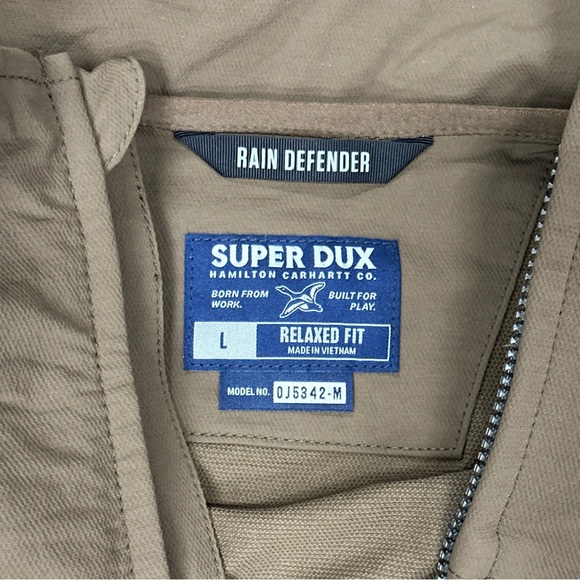 RAIN DEFENDER
SUPER DUX
HAMILTON CARHARTT CO.
BORN FROM WORK.
BUILT FOR PLAY.
L
RELAXED FIT
MADE IN VIETNAM
MODEL NO. OJ5342-M